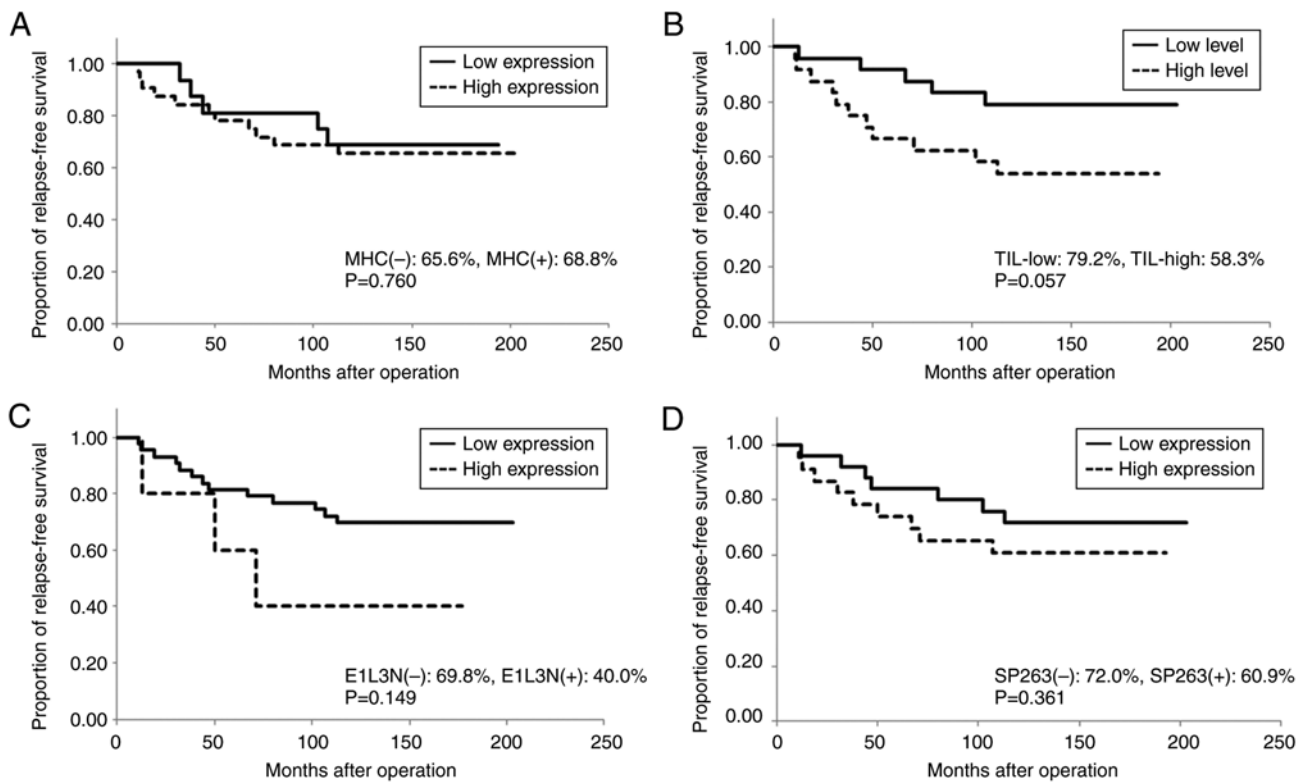 A
Proportion of relapse-free survival
1.00
0.80
0.60
0.40
0.20
0.00
Low expression
High expression
MHC(–): 65.6%, MHC(+): 68.8%
P=0.760
0 50 100 150 200 250
Months after operation
B
Proportion of relapse-free survival
1.00
0.80
0.60
0.40
0.20
0.00
Low level
High level
TIL-low: 79.2%, TIL-high: 58.3%
P=0.057
0 50 100 150 200 250
Months after operation
C
Proportion of relapse-free survival
1.00
0.80
0.60
0.40
0.20
0.00
Low expression
High expression
E1L3N(–): 69.8%, E1L3N(+): 40.0%
P=0.149
0 50 100 150 200 250
Months after operation
D
Proportion of relapse-free survival
1.00
0.80
0.60
0.40
0.20
0.00
Low expression
High expression
SP263(–): 72.0%, SP263(+): 60.9%
P=0.361
0 50 100 150 200 250
Months after operation